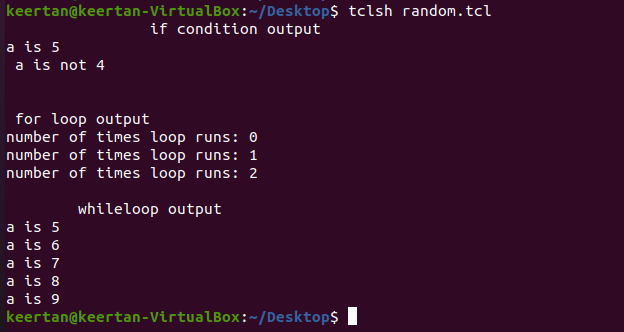 keertan@keertan-VirtualBox:~/Desktop$ tclsh random.tcl
                if condition output
a is 5
 a is not 4
 for loop output
number of times loop runs: 0
number of times loop runs: 1
number of times loop runs: 2
        whileloop output
a is 5
a is 6
a is 7
a is 8
a is 9
keertan@keertan-VirtualBox:~/Desktop$